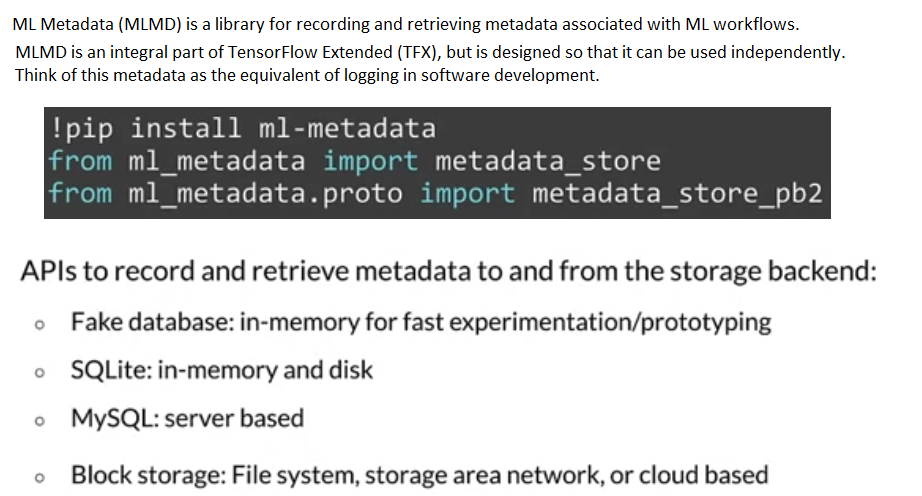 ML Metadata (MLMD) is a library for recording and retrieving metadata associated with ML workflows.
MLMD is an integral part of TensorFlow Extended (TFX), but is designed so that it can be used independently.
Think of this metadata as the equivalent of logging in software development.
!pip install ml-metadata
from ml_metadata import metadata_store
from ml_metadata.proto import metadata_store_pb2
APIs to record and retrieve metadata to and from the storage backend:
○ Fake database: in-memory for fast experimentation/prototyping
○ SQLite: in-memory and disk
○ MySQL: server based
○ Block storage: File system, storage area network, or cloud based